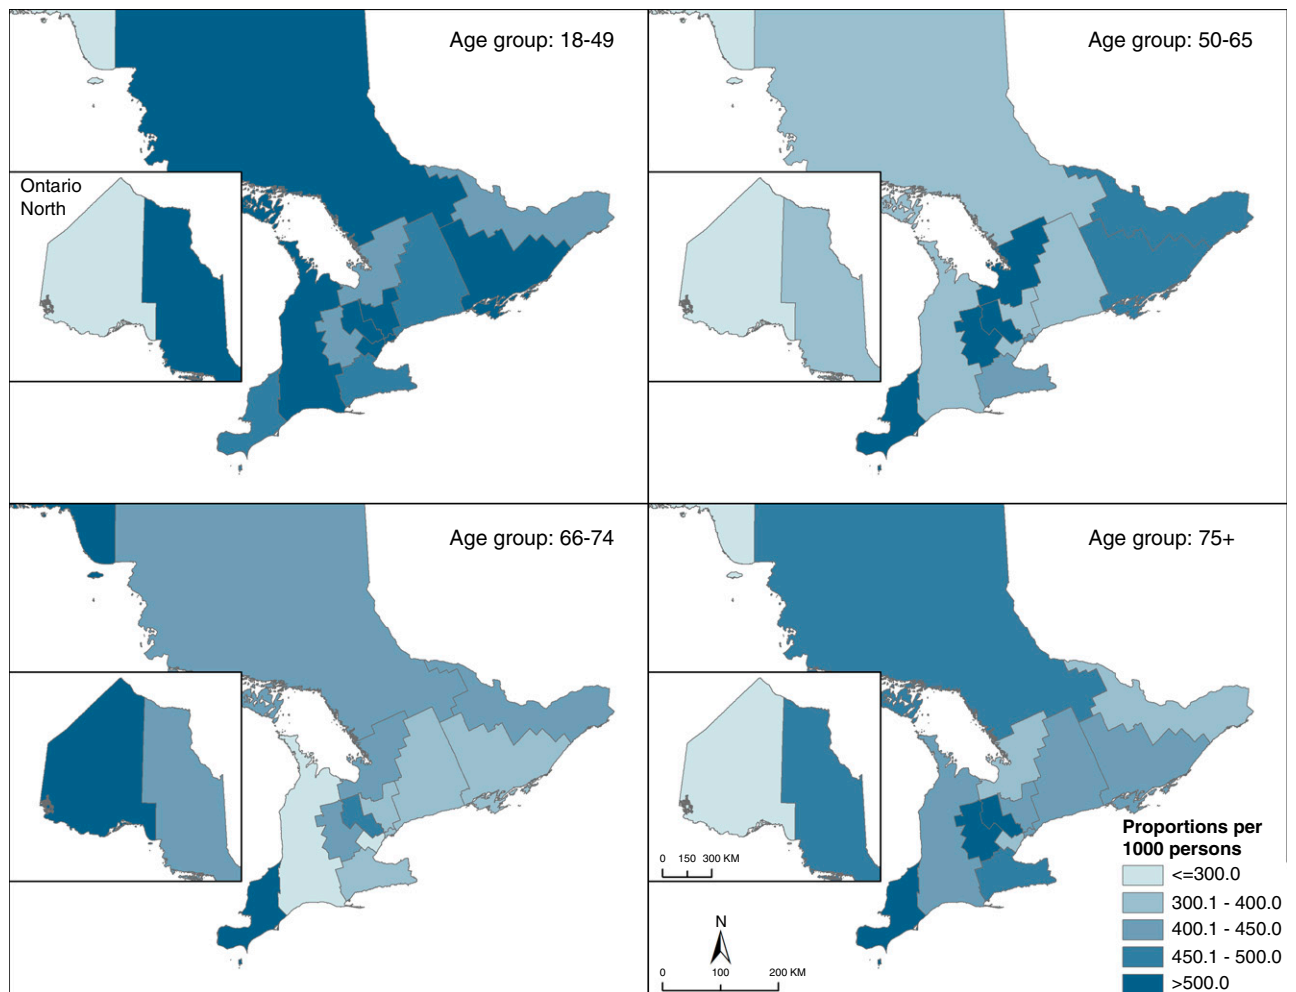 Age group: 18-49
Age group: 50-65
Ontario
North
Age group: 66-74
Age group: 75+
Proportions per
1000 persons
<=300.0
300.1 - 400.0
400.1 - 450.0
450.1 - 500.0
>500.0
0 150 300 KM
N
0 100 200 KM